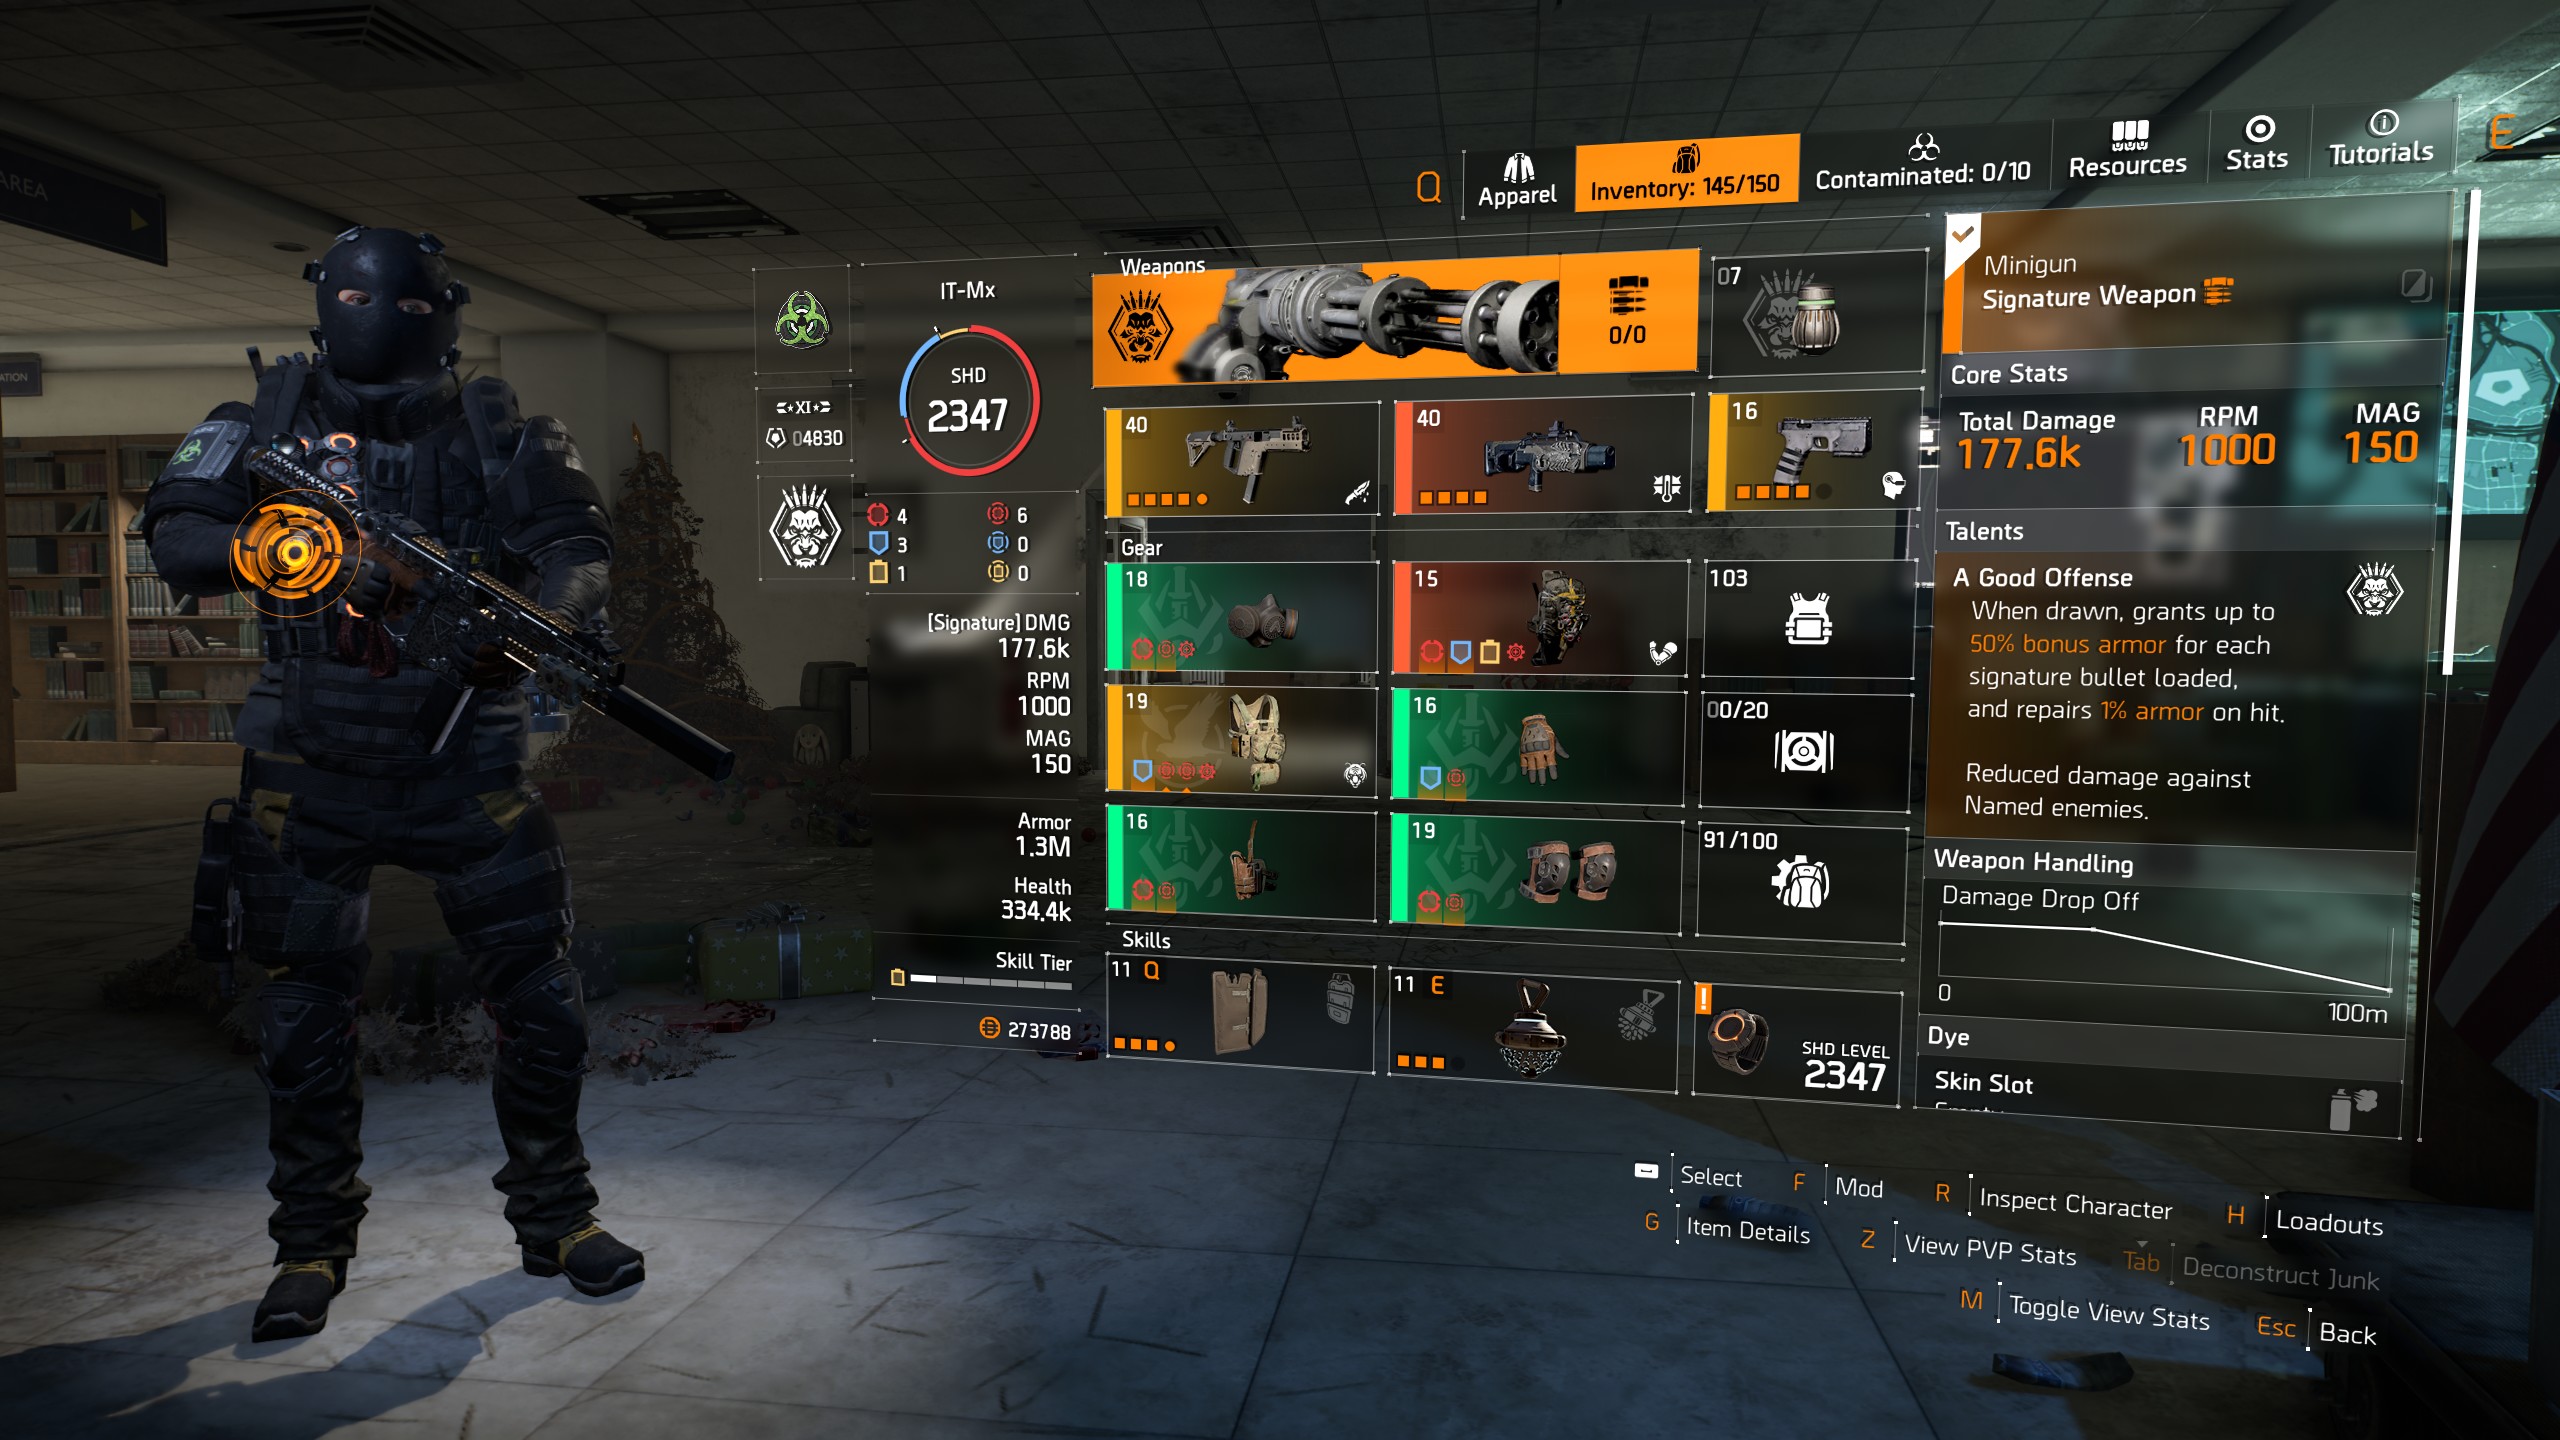 AREA
ATION
Q
Apparel
Inventory: 145/150
Contaminated: 0/10
Resources
Stats
Tutorials
E
IT-Mx
SHD
2347
XI
04830
4
6
3
0
1
0
[Signature] DMG
177.6k
RPM
1000
MAG
150
Armor
1.3M
Health
334.4k
Skill Tier
273788
Weapons
0/0
07
40
40
16
Gear
18
15
103
19
16
00/20
16
19
91/100
Skills
11 Q
11 E
!
SHD LEVEL
2347
Minigun
Signature Weapon
Core Stats
Total Damage
177.6k
RPM
1000
MAG
150
Talents
A Good Offense
When drawn, grants up to
50% bonus armor for each
signature bullet loaded,
and repairs 1% armor on hit.
Reduced damage against
Named enemies.
Weapon Handling
Damage Drop Off
0
100m
Dye
Skin Slot
Empty
Select
F Mod
R Inspect Character
H Loadouts
G Item Details
Z View PVP Stats
Tab Deconstruct Junk
M Toggle View Stats
Esc Back